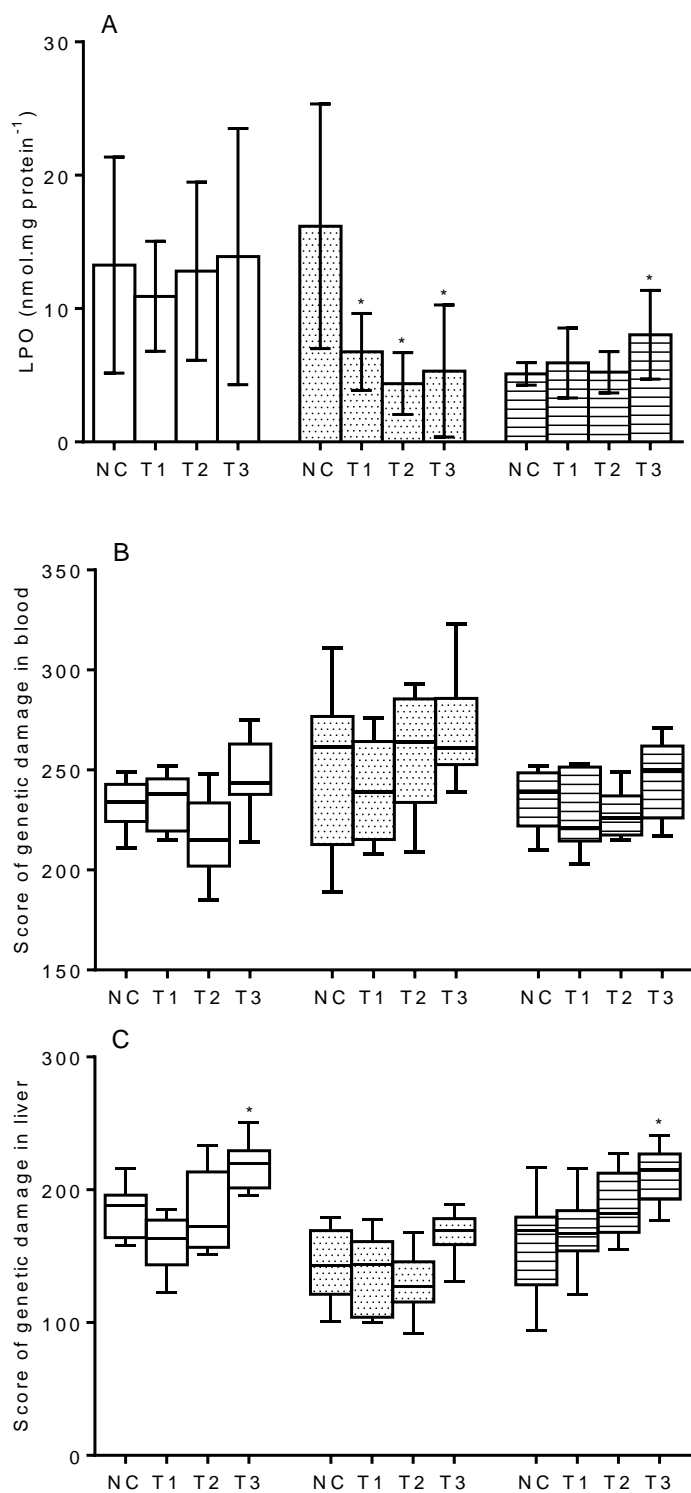 A
30
20
10
0
LPO (nmol.mg protein⁻¹)
*
*
*
*
NC T1 T2 T3 NC T1 T2 T3 NC T1 T2 T3
B
350
300
250
200
150
Score of genetic damage in blood
NC T1 T2 T3 NC T1 T2 T3 NC T1 T2 T3
C
300
200
100
0
Score of genetic damage in liver
*
*
NC T1 T2 T3 NC T1 T2 T3 NC T1 T2 T3